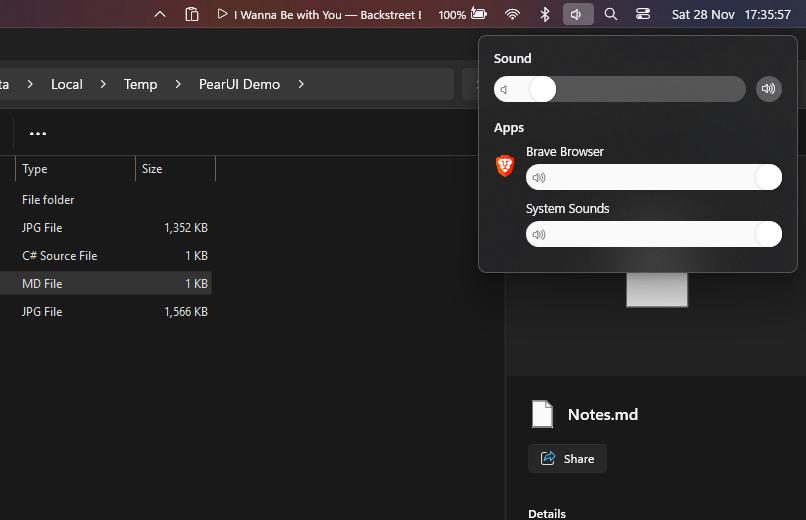 I Wanna Be with You — Backstreet 100% Sat 28 Nov 17:35:57
Sound
Local Temp PearUI Demo
Apps
Brave Browser
Type Size
File folder
System Sounds
JPG File 1,352 KB
C# Source File 1 KB
MD File 1 KB
JPG File 1,566 KB
Notes.md
Share
Details